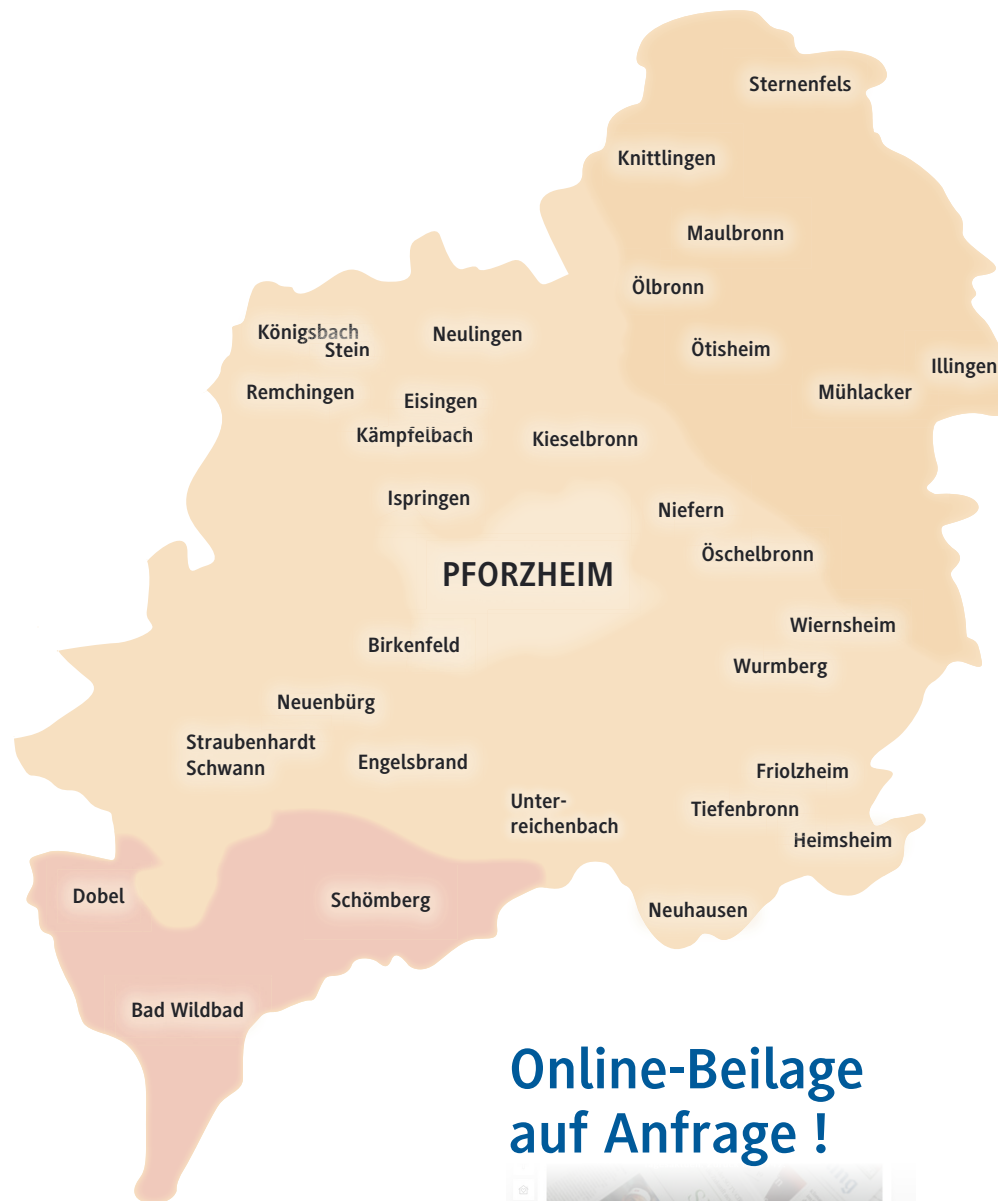 Sternenfels
Knittlingen
Maulbronn
Ölbronn
Königsbach
Stein
Neulingen
Ötisheim
Illingen
Remchingen
Eisingen
Mühlacker
Kämpfelbach
Kieselbronn
Ispringen
Niefern
Öschelbronn
PFORZHEIM
Wiernsheim
Birkenfeld
Wurmberg
Neuenbürg
Straubenhardt
Schwann
Engelsbrand
Friolzheim
Unter-
reichenbach
Tiefenbronn
Heimsheim
Dobel
Schömberg
Neuhausen
Bad Wildbad
Online-Beilage
auf Anfrage !